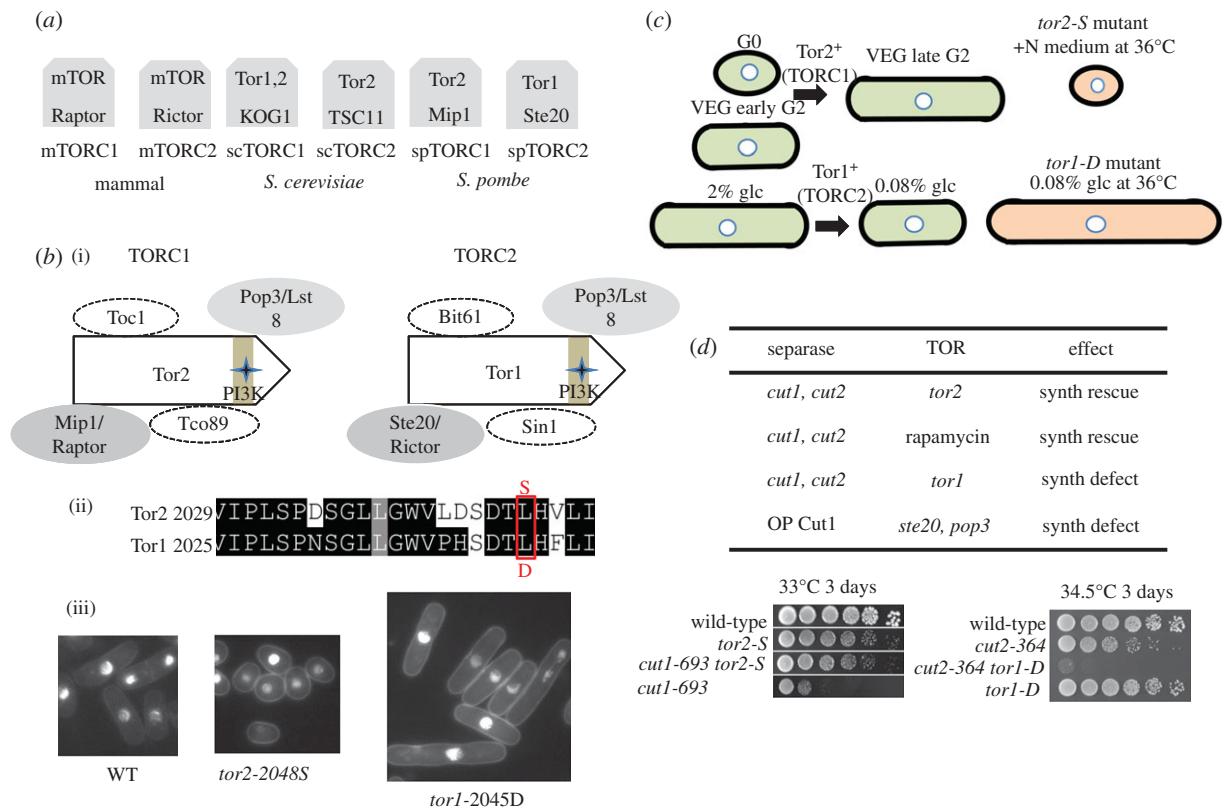 (a)
mTOR mTOR Tor1,2 Tor2 Tor2 Tor1
Raptor Rictor KOG1 TSC11 Mip1 Ste20
mTORC1 mTORC2 scTORC1 scTORC2 spTORC1 spTORC2
mammal S. cerevisiae S. pombe
(b) (i) TORC1 TORC2
Toc1
Pop3/Lst
8
Tor2
PI3K
Mip1/
Raptor
Tco89
Bit61
Pop3/Lst
8
Tor1
PI3K
Ste20/
Rictor
Sin1
(ii)
S
Tor2 2029 VIPLSPDSGLLGWVLDSDTLHVLI
Tor1 2025 VIPLSPNSGLLGWVPHSDTLHFLI
D
(iii)
WT
tor2-2048S
tor1-2045D
(c)
G0
Tor2+
(TORC1)
VEG late G2
tor2-S mutant
+N medium at 36°C
VEG early G2
2% glc
Tor1+
(TORC2)
0.08% glc
tor1-D mutant
0.08% glc at 36°C
(d)
separase TOR effect
cut1, cut2 tor2 synth rescue
cut1, cut2 rapamycin synth rescue
cut1, cut2 tor1 synth defect
OP Cut1 ste20, pop3 synth defect
33°C 3 days
wild-type
tor2-S
cut1-693 tor2-S
cut1-693
34.5°C 3 days
wild-type
cut2-364
cut2-364 tor1-D
tor1-D